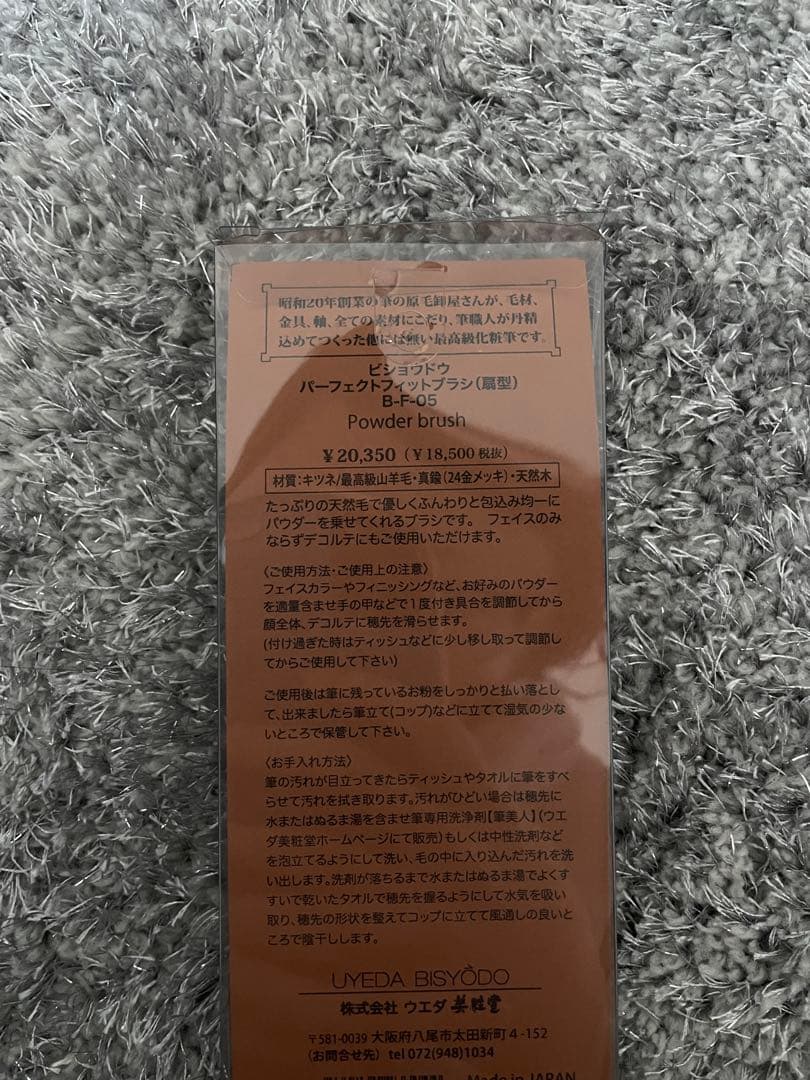 昭和20年創業の筆の原毛卸屋さんが、毛材、
金具、軸、全ての素材にこだり、筆職人が丹精
込めてつくった他には無い最高級化粧筆です。
ビショウドウ
パーフェクトフィットブラシ(扇型)
B-F-05
Powder brush
￥20,350（￥18,500 税抜）
材質:キツネ/最高級山羊毛・真鍮(24金メッキ)・天然木
たっぷりの天然毛で優しくふんわりと包込み均一に
パウダーを乗せてくれるブラシです。 フェイスのみ
ならずデコルテにもご使用いただけます。
〈ご使用方法・ご使用上の注意〉
フェイスカラーやフィニッシングなど、お好みのパウダー
を適量含ませ手の甲などで1度付き具合を調節してから
顔全体、デコルテに穂先を滑らせます。
(付け過ぎた時はティッシュなどに少し移し取って調節し
てからご使用して下さい)
ご使用後は筆に残っているお粉をしっかりと払い落とし
て、出来ましたら筆立て(コップ)などに立てて湿気の少な
いところで保管して下さい。
〈お手入れ方法〉
筆の汚れが目立ってきたらティッシュやタオルに筆をすべ
らせて汚れを拭き取ります。汚れがひどい場合は穂先に
水またはぬるま湯を含ませ筆専用洗浄剤【筆美人】(ウエ
ダ美粧堂ホームページにて販売)もしくは中性洗剤など
を泡立てるようにして洗い、毛の中に入り込んだ汚れを洗
い出します。洗剤が落ちるまで水またはぬるま湯でよくす
すいで乾いたタオルで穂先を握るようにして水気を吸い
取り、穂先の形状を整えてコップに立てて風通しの良いと
ころで陰干しします。
UYEDA BISYŌDO
株式会社 ウエダ美粧堂
〒581-0039 大阪府八尾市太田新町4-152
(お問合せ先) tel 072(948)1034
Made in JAPAN